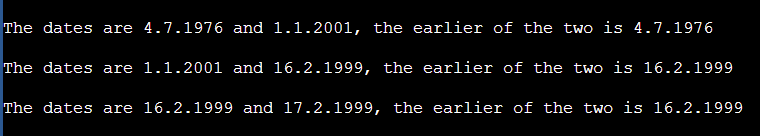 The dates are 4.7.1976 and 1.1.2001, the earlier of the two is 4.7.1976
The dates are 1.1.2001 and 16.2.1999, the earlier of the two is 16.2.1999
The dates are 16.2.1999 and 17.2.1999, the earlier of the two is 16.2.1999